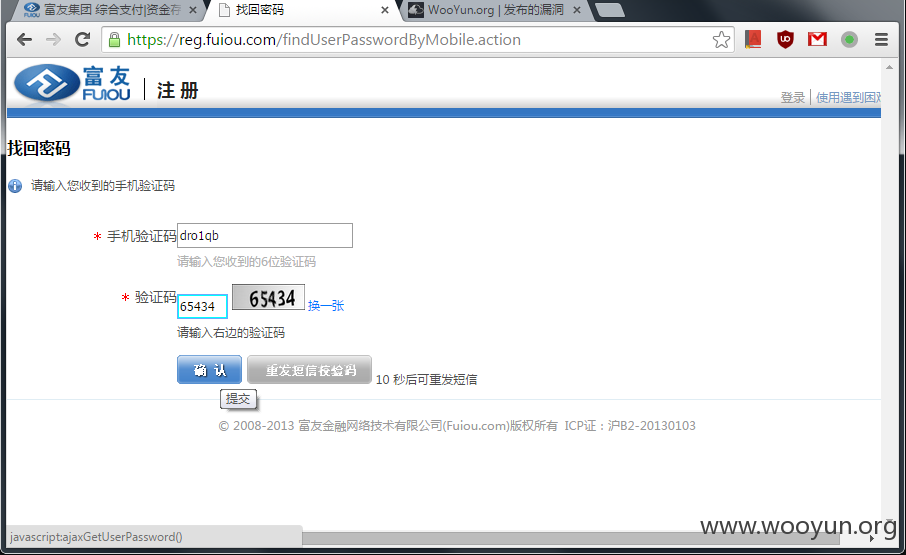 富友集团 综合支付|资金存
找回密码
WooYun.org | 发布的漏洞
https://reg.fuiou.com/findUserPasswordByMobile.action
富友
FUIOU
注册
登录
使用遇到困难
找回密码
请输入您收到的手机验证码
* 手机验证码 dro1qb
请输入您收到的6位验证码
* 验证码 65434 65434 换一张
请输入右边的验证码
确认 重发短信校验码 10 秒后可重发短信
提交
© 2008-2013 富友金融网络技术有限公司(Fuiou.com)版权所有 ICP证：沪B2-20130103
www.wooyun.org
javascript:ajaxGetUserPassword()